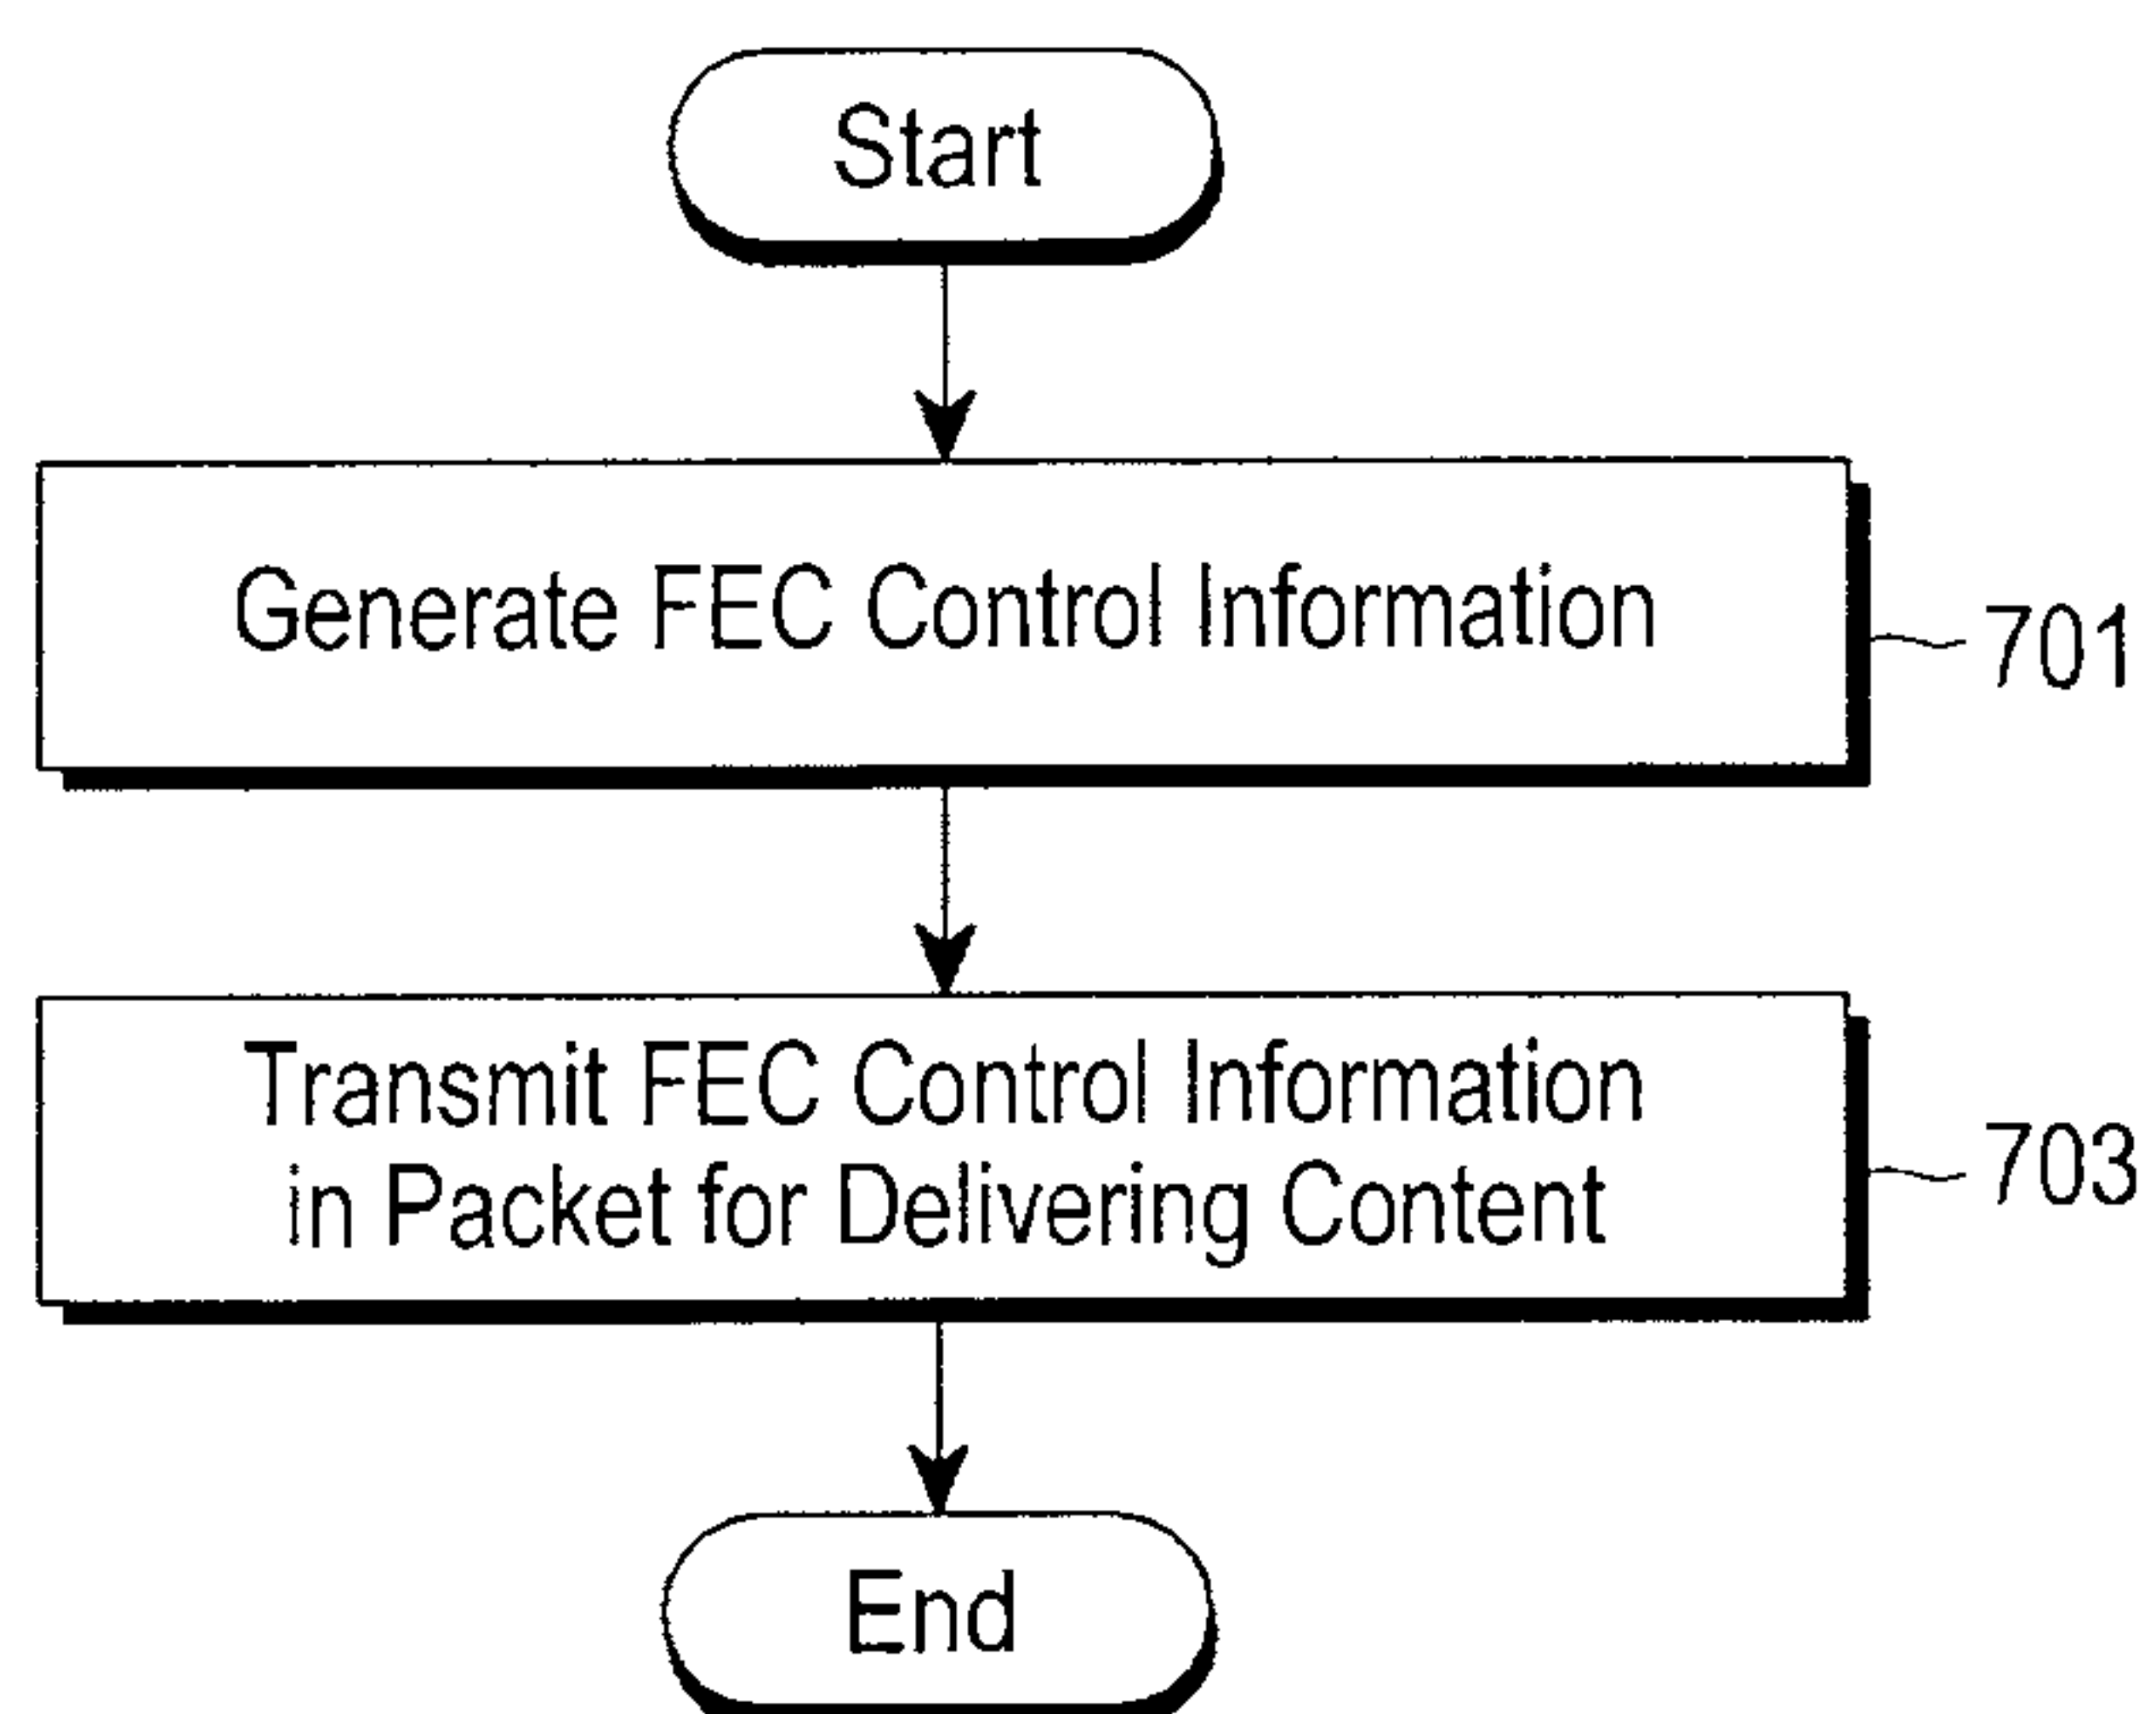 Start
Generate FEC Control Information
701
Transmit FEC Control Information
in Packet for Delivering Content
703
End